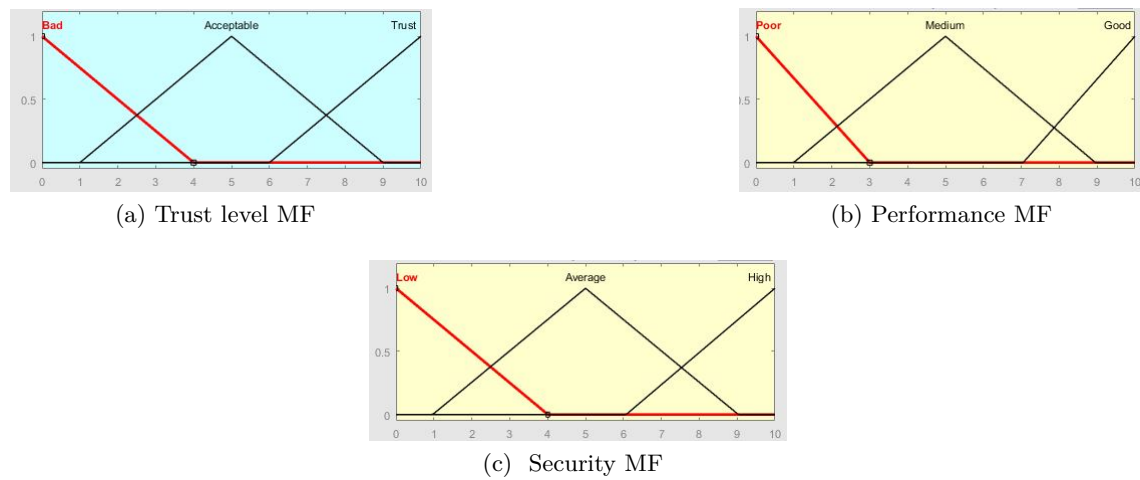 Bad Acceptable Trust
1
0.5
0
0 1 2 3 4 5 6 7 8 9 10
(a) Trust level MF
Poor Medium Good
1
0.5
0
0 1 2 3 4 5 6 7 8 9 10
(b) Performance MF
Low Average High
1
0.5
0
0 1 2 3 4 5 6 7 8 9 10
(c) Security MF